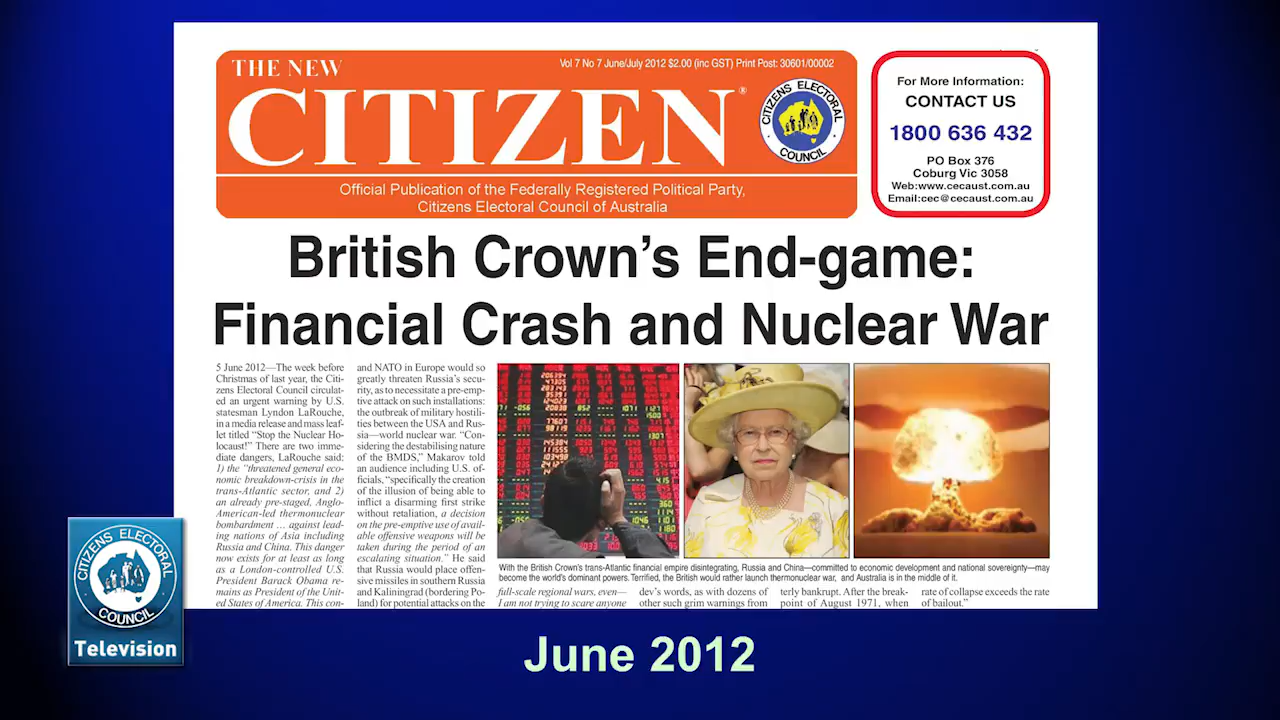 THE NEW
Vol 7 No 7 June/July 2012 $2.00 (inc GST) Print Post: 30601/00002
CITIZEN®
CITIZENS ELECTORAL
COUNCIL
Official Publication of the Federally Registered Political Party,
Citizens Electoral Council of Australia
For More Information:
CONTACT US
1800 636 432
PO Box 376
Coburg Vic 3058
Web:www.cecaust.com.au
Email:cec@cecaust.com.au
British Crown's End-game:
Financial Crash and Nuclear War
5 June 2012—The week before
Christmas of last year, the Citi-
zens Electoral Council circulat-
ed an urgent warning by U.S.
statesman Lyndon LaRouche,
in a media release and mass leaf-
let titled “Stop the Nuclear Ho-
locaust!” There are two imme-
diate dangers, LaRouche said:
1) the “threatened general eco-
nomic breakdown-crisis in the
trans-Atlantic sector, and 2)
an already pre-staged, Anglo-
American-led thermonuclear
bombardment … against lead-
ing nations of Asia including
Russia and China. This danger
now exists for at least as long
as a London-controlled U.S.
President Barack Obama re-
mains as President of the Unit-
ed States of America. This con-
and NATO in Europe would so
greatly threaten Russia's secu-
rity, as to necessitate a pre-emp-
tive attack on such installations:
the outbreak of military hostili-
ties between the USA and Rus-
sia—world nuclear war. “Con-
sidering the destabilising nature
of the BMDS,” Makarov told
an audience including U.S. of-
ficials, “specifically the creation
of the illusion of being able to
inflict a disarming first strike
without retaliation, a decision
on the pre-emptive use of avail-
able offensive weapons will be
taken during the period of an
escalating situation.” He said
that Russia would place offen-
sive missiles in southern Russia
and Kaliningrad (bordering Po-
land) for potential attacks on the
With the British Crown's trans-Atlantic financial empire disintegrating, Russia and China—committed to economic development and national sovereignty—may
become the world's dominant powers. Terrified, the British would rather launch thermonuclear war, and Australia is in the middle of it.
full-scale regional wars, even—
I am not trying to scare anyone
dev's words, as with dozens of
other such grim warnings from
terly bankrupt. After the break-
point of August 1971, when
rate of collapse exceeds the rate
of bailout.”
CITIZENS ELECTORAL
COUNCIL
Television
June 2012